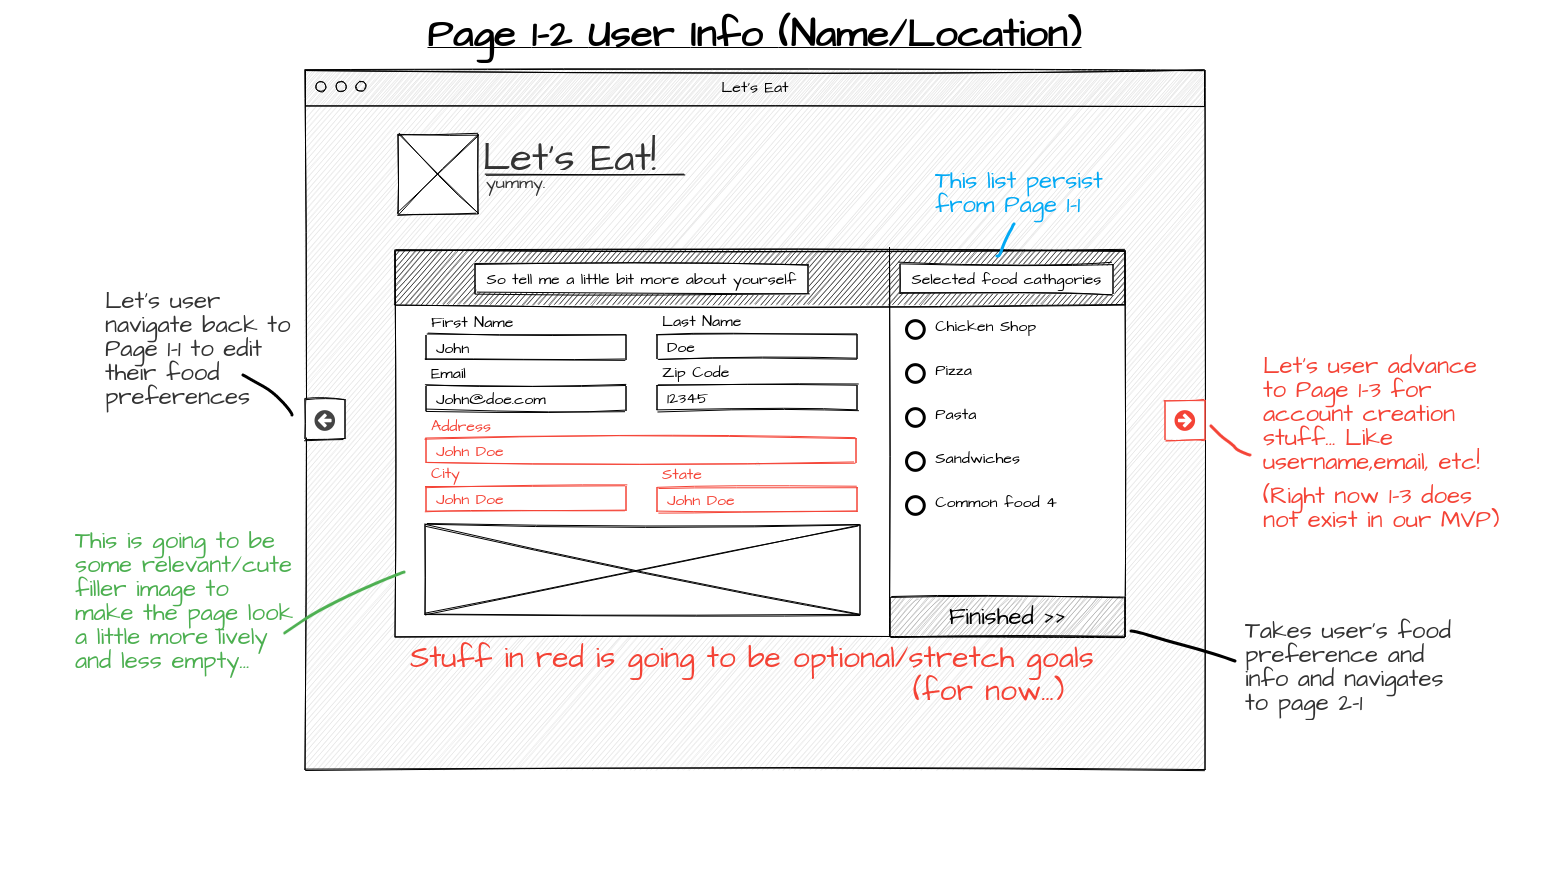 Page 1-2 User Info (Name/Location)
Let's Eat
Let's Eat!
yummy.
This list persist
from Page 1-1
So tell me a little bit more about yourself
Selected food cathgories
First Name
Last Name
John
Doe
Email
Zip Code
John@doe.com
12345
Address
John Doe
City
State
John Doe
John Doe
Chicken Shop
Pizza
Pasta
Sandwiches
Common food 4
Finished >>
Stuff in red is going to be optional/stretch goals
(for now...)
Let's user
navigate back to
Page 1-1 to edit
their food
preferences
This is going to be
some relevant/cute
filler image to
make the page look
a little more lively
and less empty...
Let's user advance
to Page 1-3 for
account creation
stuff... Like
username,email, etc!
(Right now 1-3 does
not exist in our MVP)
Takes user's food
preference and
info and navigates
to page 2-1